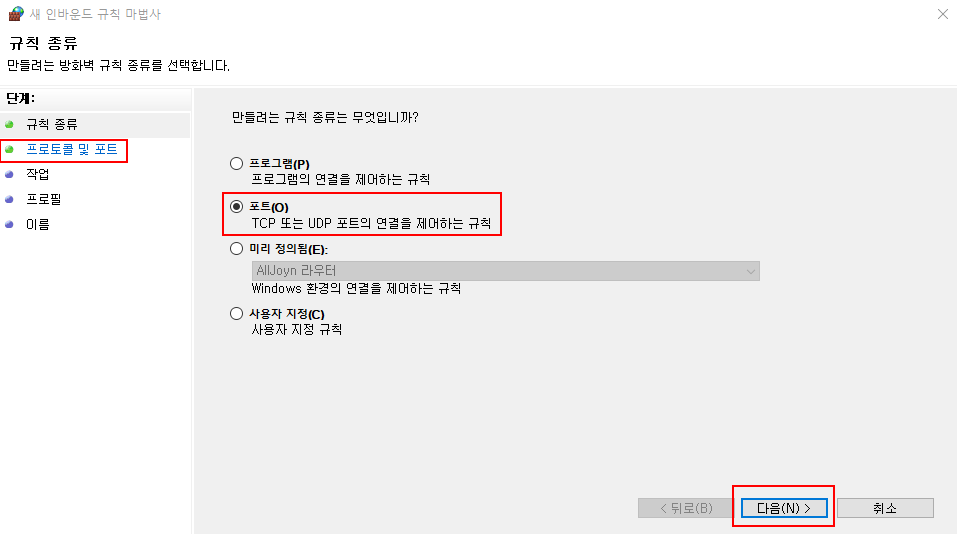 새 인바운드 규칙 마법사
규칙 종류
만들려는 방화벽 규칙 종류를 선택합니다.
단계:
규칙 종류
프로토콜 및 포트
작업
프로필
이름
만들려는 규칙 종류는 무엇입니까?
프로그램(P)
프로그램의 연결을 제어하는 규칙
포트(O)
TCP 또는 UDP 포트의 연결을 제어하는 규칙
미리 정의됨(E):
AllJoyn 라우터
Windows 환경의 연결을 제어하는 규칙
사용자 지정(C)
사용자 지정 규칙
< 뒤로(B) 다음(N) > 취소